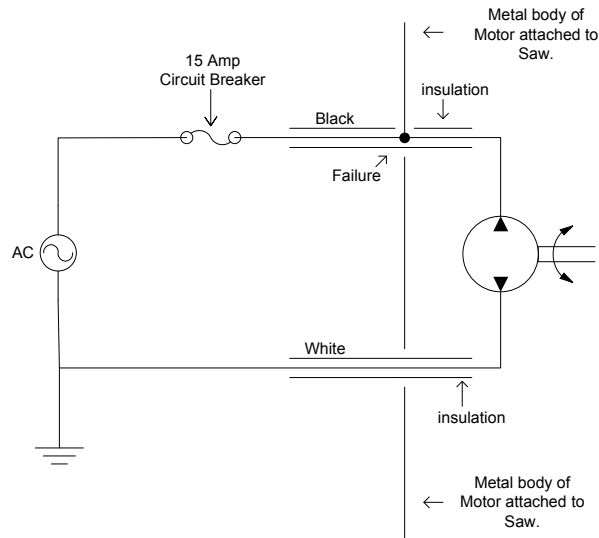 Metal body of
Motor attached to
Saw.
15 Amp
Circuit Breaker
insulation
Black
Failure
AC
White
insulation
Metal body of
Motor attached to
Saw.